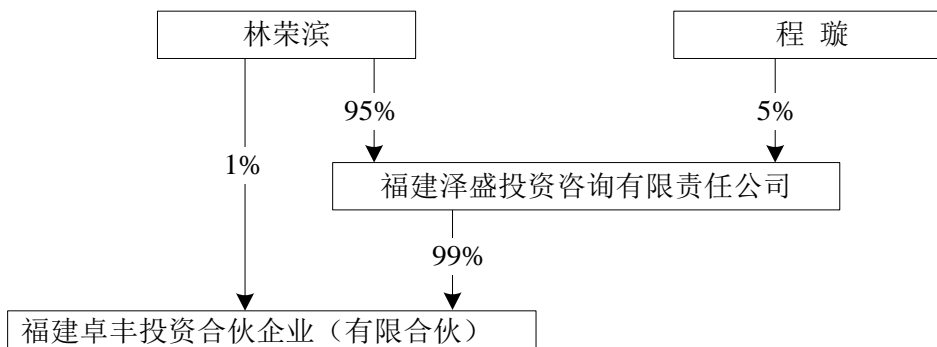 林荣滨
程 璇
95%
5%
1%
福建泽盛投资咨询有限责任公司
99%
福建卓丰投资合伙企业（有限合伙）